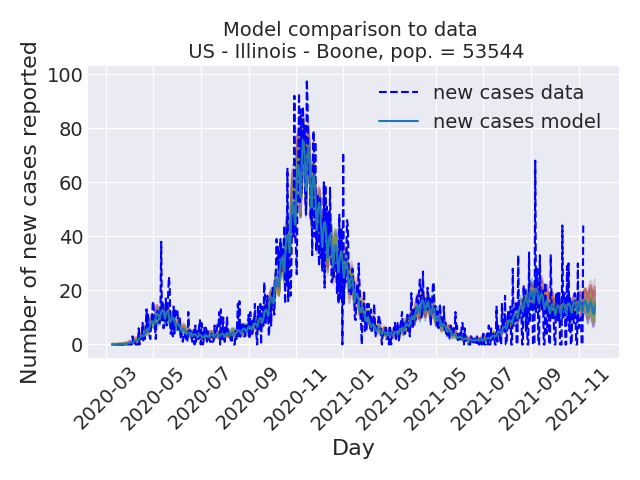 Model comparison to data
US - Illinois - Boone, pop. = 53544
Number of new cases reported
100
80
60
40
20
0
new cases data
new cases model
2020-03
2020-05
2020-07
2020-09
2020-11
2021-01
2021-03
2021-05
2021-07
2021-09
2021-11
Day